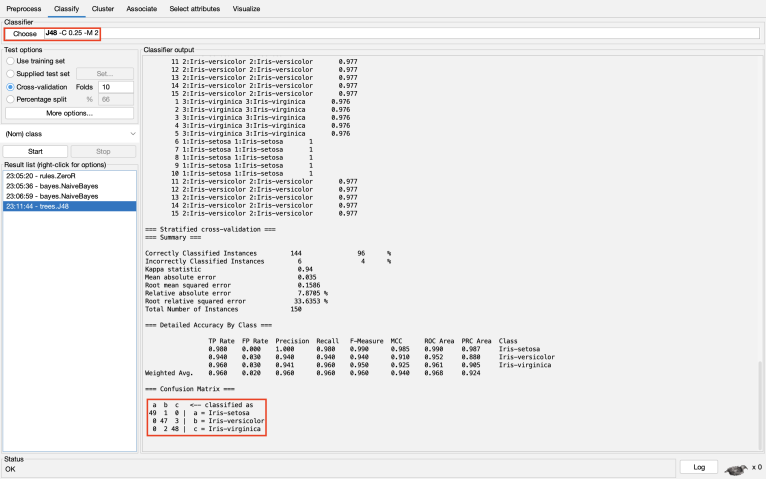 Preprocess Classify Cluster Associate Select attributes Visualize
Classifier
Choose J48 -C 0.25 -M 2
Test options
Use training set
Supplied test set Set...
Cross-validation Folds 10
Percentage split % 66
More options...
(Nom) class
Start Stop
Result list (right-click for options)
23:05:20 - rules.ZeroR
23:05:36 - bayes.NaiveBayes
23:06:59 - bayes.NaiveBayes
23:11:44 - trees.J48
Classifier output
11 2:Iris-versicolor 2:Iris-versicolor 0.977
12 2:Iris-versicolor 2:Iris-versicolor 0.977
13 2:Iris-versicolor 2:Iris-versicolor 0.977
14 2:Iris-versicolor 2:Iris-versicolor 0.977
15 2:Iris-versicolor 2:Iris-versicolor 0.977
1 3:Iris-virginica 3:Iris-virginica 0.976
2 3:Iris-virginica 3:Iris-virginica 0.976
3 3:Iris-virginica 3:Iris-virginica 0.976
4 3:Iris-virginica 3:Iris-virginica 0.976
5 3:Iris-virginica 3:Iris-virginica 0.976
6 1:Iris-setosa 1:Iris-setosa 1
7 1:Iris-setosa 1:Iris-setosa 1
8 1:Iris-setosa 1:Iris-setosa 1
9 1:Iris-setosa 1:Iris-setosa 1
10 1:Iris-setosa 1:Iris-setosa 1
11 2:Iris-versicolor 2:Iris-versicolor 0.977
12 2:Iris-versicolor 2:Iris-versicolor 0.977
13 2:Iris-versicolor 2:Iris-versicolor 0.977
14 2:Iris-versicolor 2:Iris-versicolor 0.977
15 2:Iris-versicolor 2:Iris-versicolor 0.977
=== Stratified cross-validation ===
=== Summary ===
Correctly Classified Instances 144 96 %
Incorrectly Classified Instances 6 4 %
Kappa statistic 0.94
Mean absolute error 0.035
Root mean squared error 0.1586
Relative absolute error 7.8705 %
Root relative squared error 33.6353 %
Total Number of Instances 150
=== Detailed Accuracy By Class ===
TP Rate FP Rate Precision Recall F-Measure MCC ROC Area PRC Area Class
0.980 0.000 1.000 0.980 0.990 0.985 0.990 0.987 Iris-setosa
0.940 0.030 0.940 0.940 0.940 0.910 0.952 0.880 Iris-versicolor
0.960 0.030 0.941 0.960 0.950 0.925 0.961 0.905 Iris-virginica
Weighted Avg. 0.960 0.020 0.960 0.960 0.960 0.940 0.968 0.924
=== Confusion Matrix ===
a b c <-- classified as
49 1 0 | a = Iris-setosa
0 47 3 | b = Iris-versicolor
0 2 48 | c = Iris-virginica
Status
OK
Log x 0